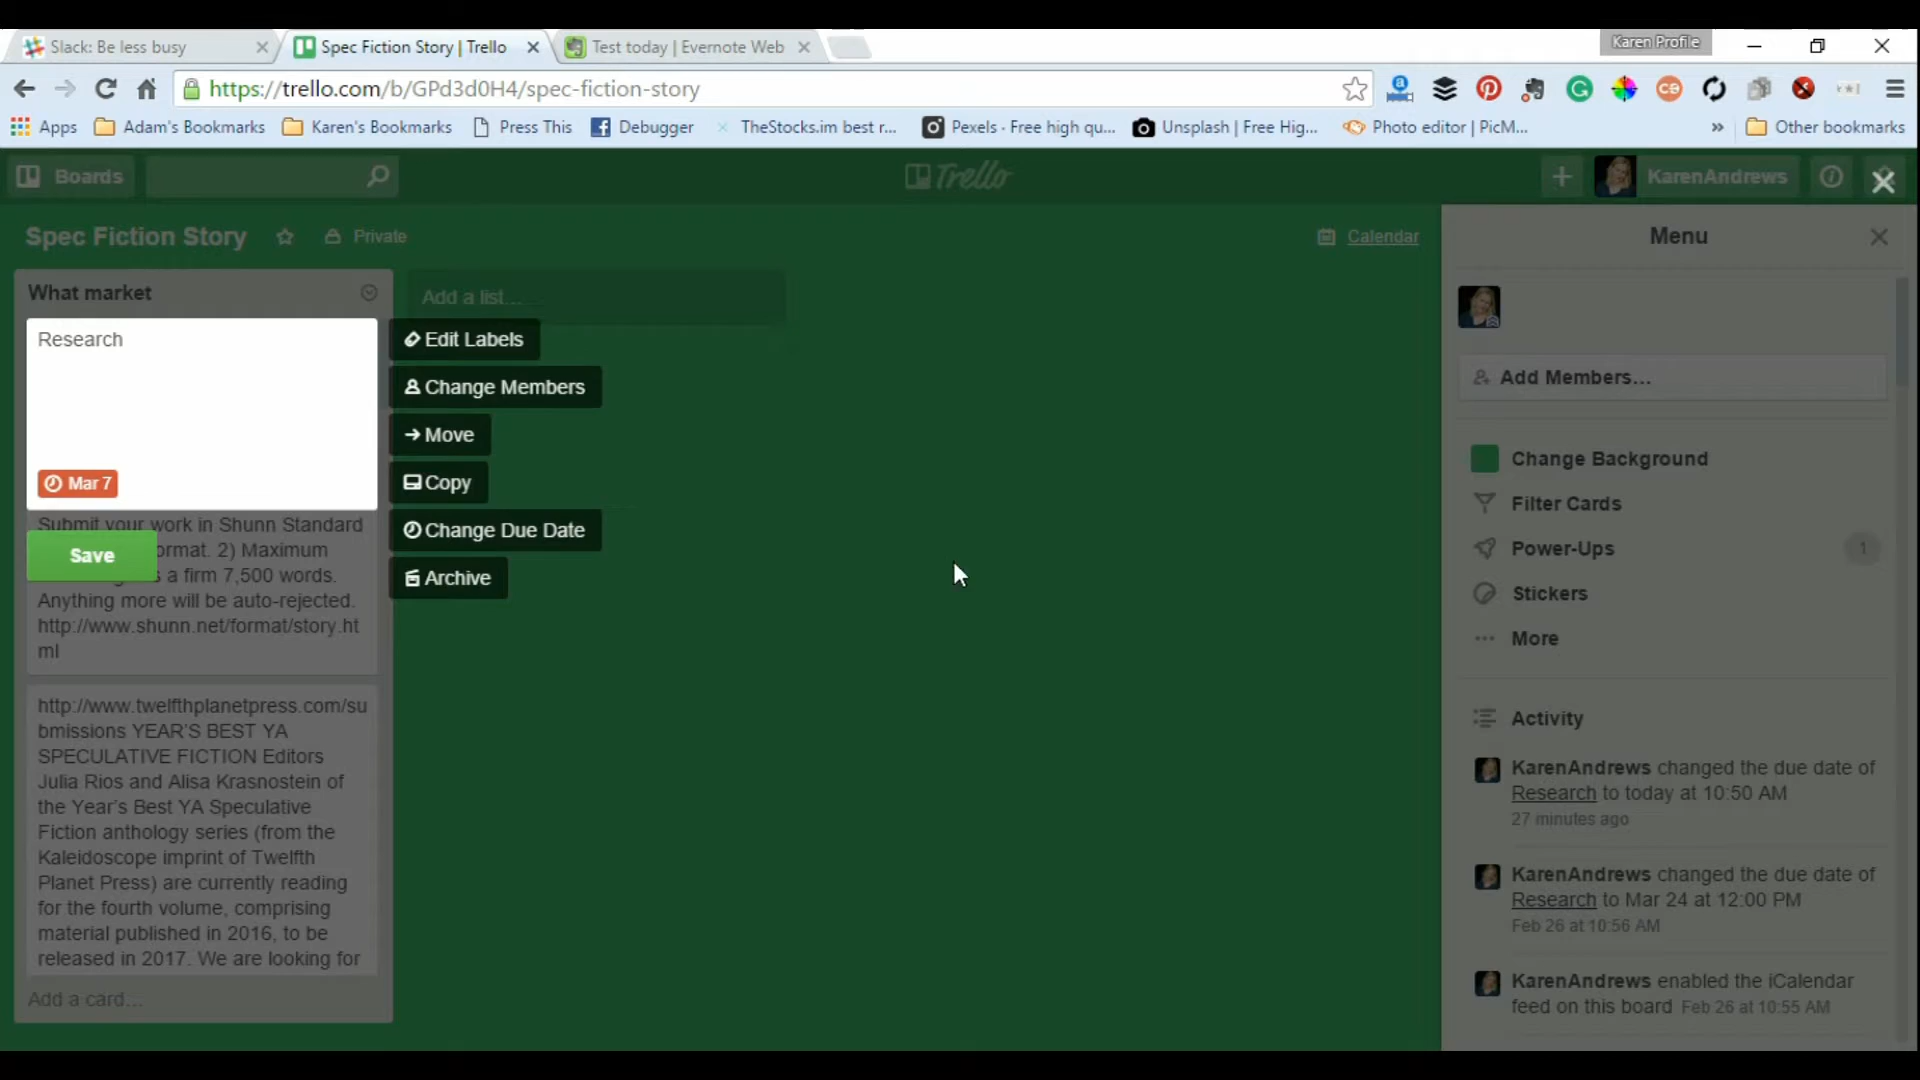 Slack: Be less busy
Spec Fiction Story | Trello
Test today | Evernote Web
Karen Profile
https://trello.com/b/GPd3d0H4/spec-fiction-story
Apps
Adam's Bookmarks
Karen's Bookmarks
Press This
Debugger
TheStocks.im best r...
Pexels · Free high qu...
Unsplash | Free Hig...
Photo editor | PicM...
»
Other bookmarks
Boards
Trello
KarenAndrews
Spec Fiction Story
Private
Calendar
What market
Add a list...
Research
Mar 7
Save
Submit your work in Shunn Standard
ormat. 2) Maximum
s a firm 7,500 words.
Anything more will be auto-rejected.
http://www.shunn.net/format/story.ht
ml
http://www.twelfthplanetpress.com/su
bmissions YEAR'S BEST YA
SPECULATIVE FICTION Editors
Julia Rios and Alisa Krasnostein of
the Year's Best YA Speculative
Fiction anthology series (from the
Kaleidoscope imprint of Twelfth
Planet Press) are currently reading
for the fourth volume, comprising
material published in 2016, to be
released in 2017. We are looking for
Add a card...
Edit Labels
Change Members
Move
Copy
Change Due Date
Archive
Menu
Add Members...
Change Background
Filter Cards
Power-Ups 1
Stickers
More
Activity
KarenAndrews changed the due date of
Research to today at 10:50 AM
27 minutes ago
KarenAndrews changed the due date of
Research to Mar 24 at 12:00 PM
Feb 26 at 10:56 AM
KarenAndrews enabled the iCalendar
feed on this board Feb 26 at 10:55 AM